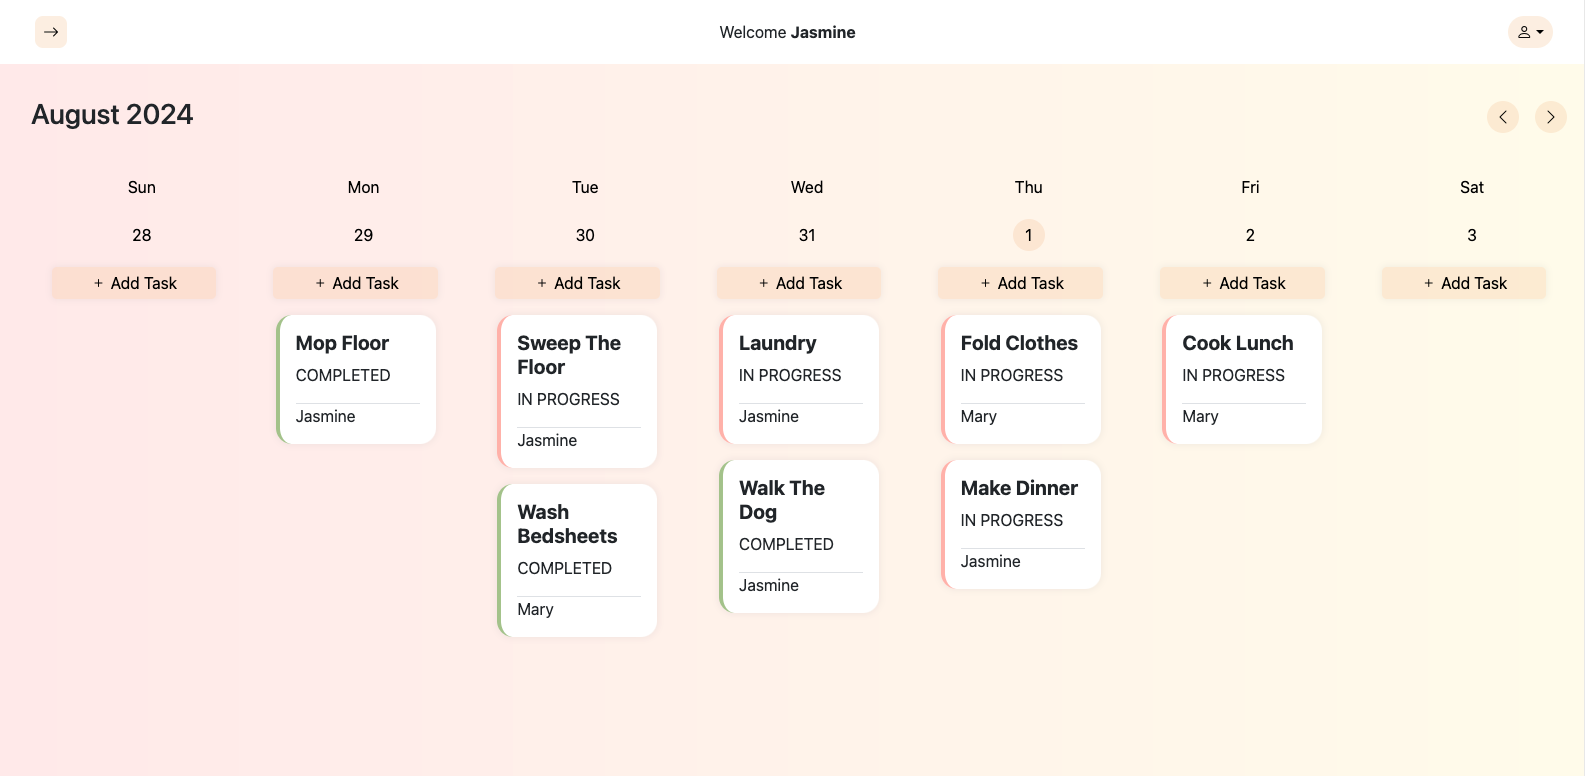 Welcome Jasmine
August 2024
Sun
28
+ Add Task
Mon
29
+ Add Task
Mop Floor
COMPLETED
Jasmine
Tue
30
+ Add Task
Sweep The
Floor
IN PROGRESS
Jasmine
Wash
Bedsheets
COMPLETED
Mary
Wed
31
+ Add Task
Laundry
IN PROGRESS
Jasmine
Walk The
Dog
COMPLETED
Jasmine
Thu
1
+ Add Task
Fold Clothes
IN PROGRESS
Mary
Make Dinner
IN PROGRESS
Jasmine
Fri
2
+ Add Task
Cook Lunch
IN PROGRESS
Mary
Sat
3
+ Add Task